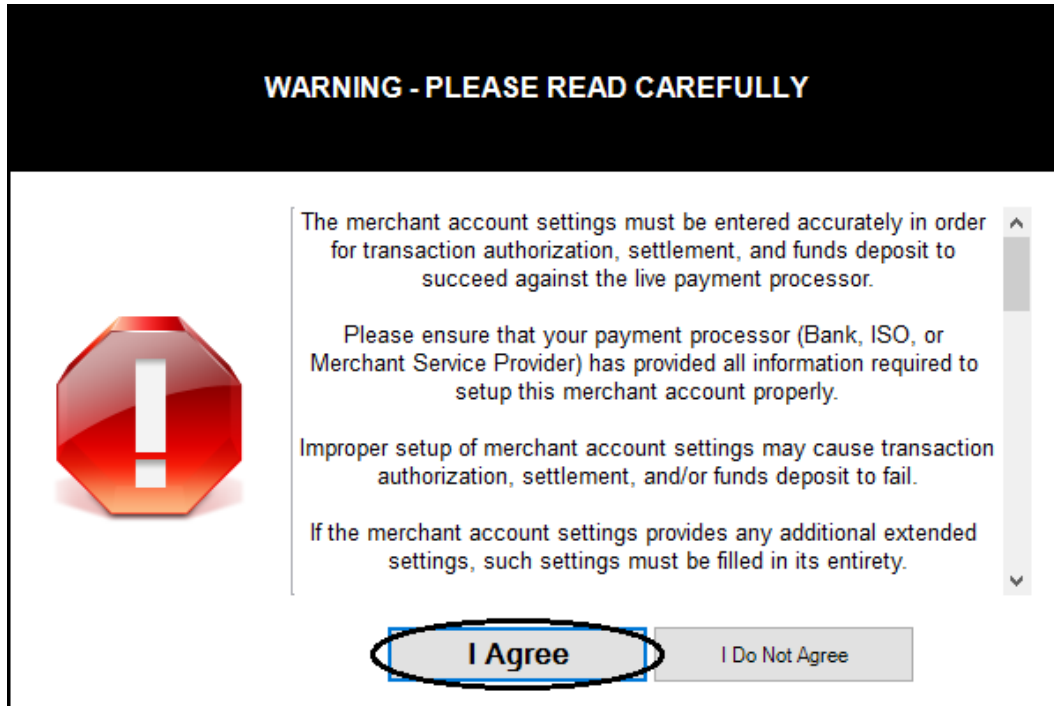 WARNING - PLEASE READ CAREFULLY
The merchant account settings must be entered accurately in order
for transaction authorization, settlement, and funds deposit to
succeed against the live payment processor.
Please ensure that your payment processor (Bank, ISO, or
Merchant Service Provider) has provided all information required to
setup this merchant account properly.
Improper setup of merchant account settings may cause transaction
authorization, settlement, and/or funds deposit to fail.
If the merchant account settings provides any additional extended
settings, such settings must be filled in its entirety.
I Agree
I Do Not Agree